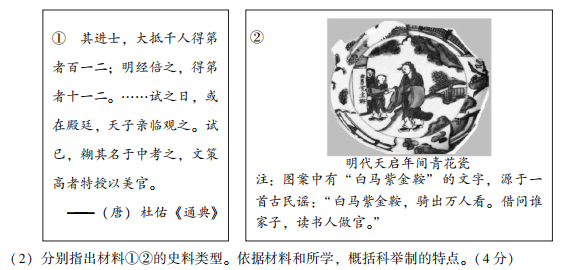 ①  其进士，大抵千人得第
者百一二；明经倍之，得第
者十一二。……试之日，或
在殿廷，天子亲临观之。试
已，糊其名于中考之，文策
高者特授以美官。
——（唐）杜佑《通典》
②
明代天启年间青花瓷
注：图案中有“白马紫金鞍”的文字，源于一
首古民谣：“白马紫金鞍，骑出万人看。借问谁
家子，读书人做官。”
（2）分别指出材料①②的史料类型。依据材料和所学，概括科举制的特点。（4分）